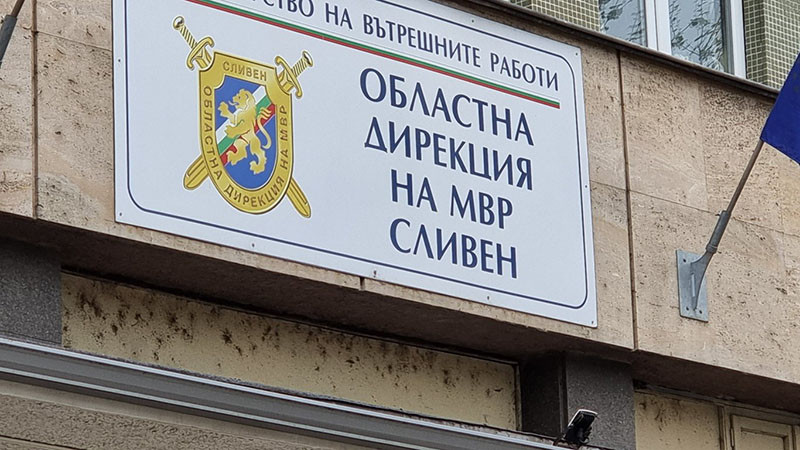 НА ВЪТРЕШНИТЕ РАБОТИ
СЛИВЕН
ОБЛАСТНА ДИРЕКЦИЯ НА МВР
ОБЛАСТНА
ДИРЕКЦИЯ
НА МВР
СЛИВЕН